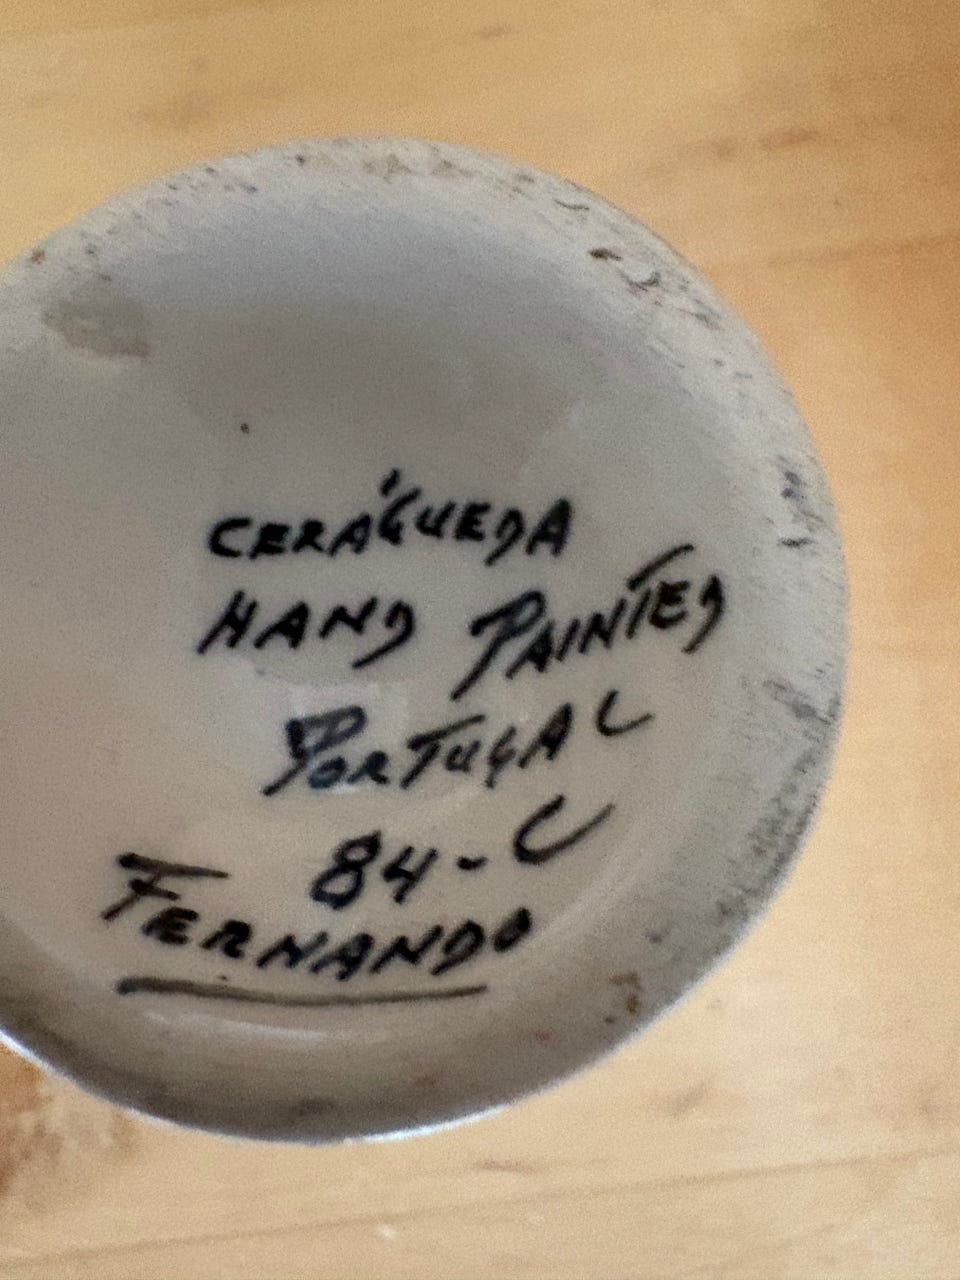 CERÁGUEDA
HAND PAINTED
PORTUGAL
84-C
FERNANDO